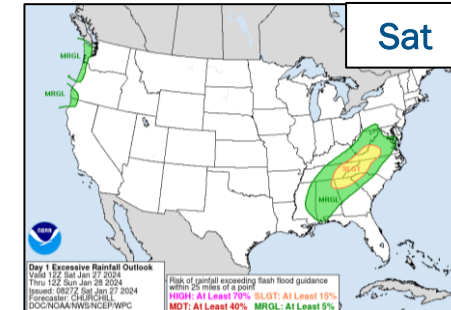 Sat
MRGL
MRGL
SLGT
MRGL
NOAA
Day 1 Excessive Rainfall Outlook
Valid 12Z Sat Jan 27 2024
Thru 12Z Sun Jan 28 2024
Issued: 0827Z Sat Jan 27 2024
Forecaster: CHURCHILL
DOC/NOAA/NWS/NCEP/WPC
Risk of rainfall exceeding flash flood guidance
within 25 miles of a point
HIGH: At Least 70% SLGT: At Least 15%
MDT: At Least 40% MRGL: At Least 5%